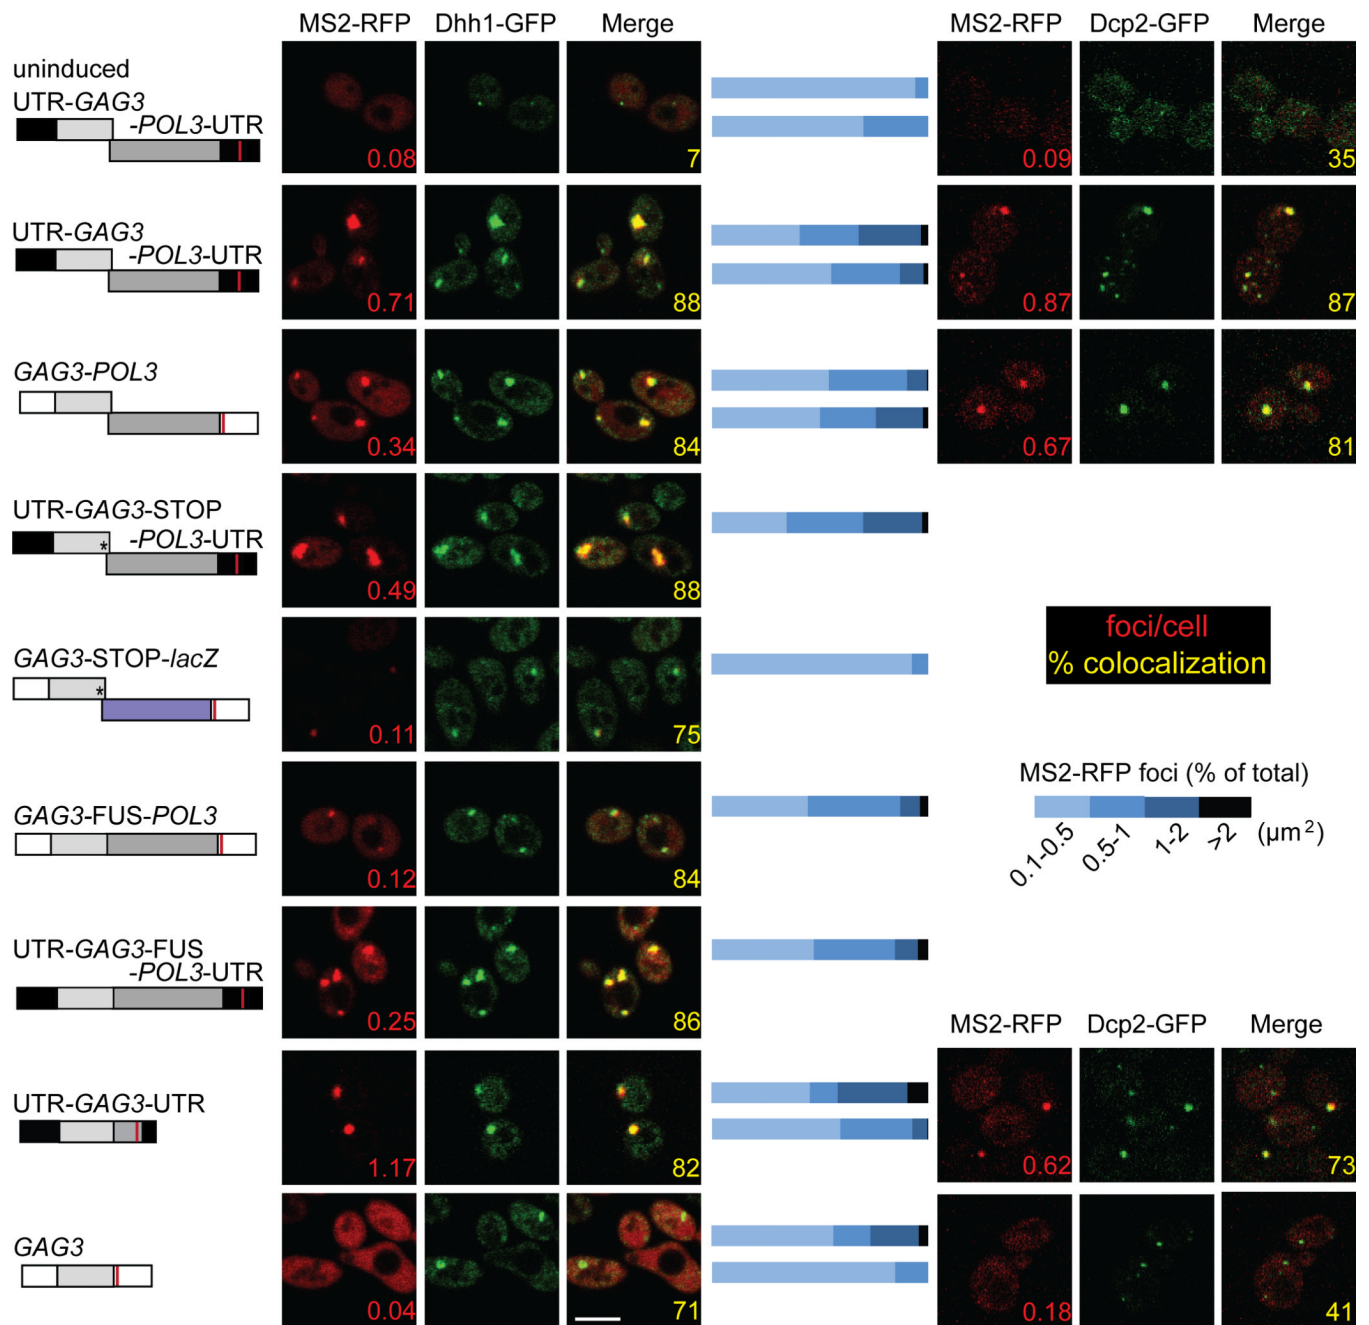 MS2-RFP Dhh1-GFP Merge MS2-RFP Dcp2-GFP Merge
uninduced
UTR-GAG3
-POL3-UTR
0.08 7 0.09 35
UTR-GAG3
-POL3-UTR
0.71 88 0.87 87
GAG3-POL3
0.34 84 0.67 81
UTR-GAG3-STOP
-POL3-UTR
*
0.49 88
foci/cell
% colocalization
GAG3-STOP-lacZ
*
0.11 75
MS2-RFP foci (% of total)
0.1-0.5 0.5-1 1-2 >2 (µm²)
GAG3-FUS-POL3
0.12 84
UTR-GAG3-FUS
-POL3-UTR
0.25 86
MS2-RFP Dcp2-GFP Merge
UTR-GAG3-UTR
1.17 82 0.62 73
GAG3
0.04 71 0.18 41